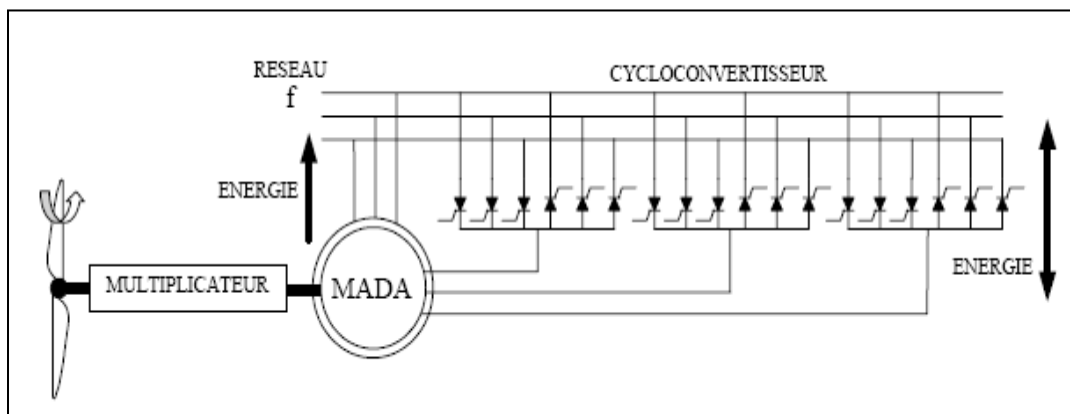 RESEAU
f
CYCLOCONVERTISSEUR
ENERGIE
ENERGIE
MULTIPLICATEUR
MADA